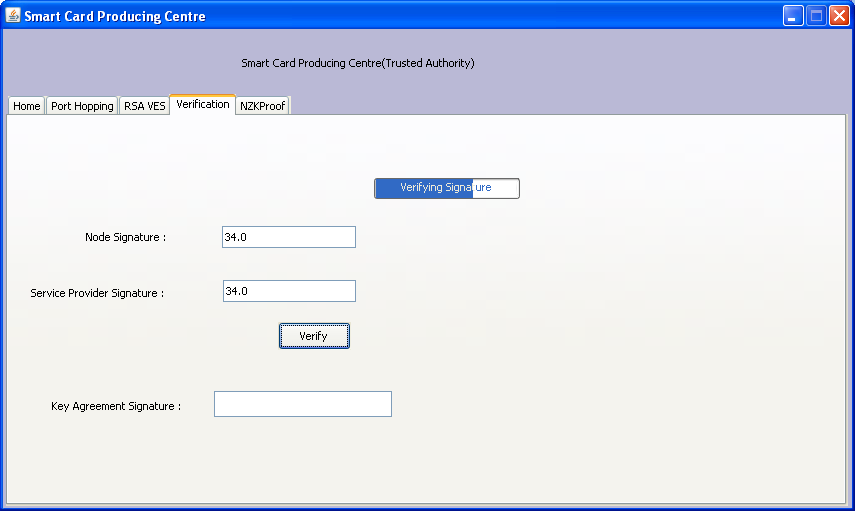 Smart Card Producing Centre
Smart Card Producing Centre(Trusted Authority)
Home Port Hopping RSA VES Verification NZKProof
Verifying Signature
Node Signature : 34.0
Service Provider Signature : 34.0
Verify
Key Agreement Signature :